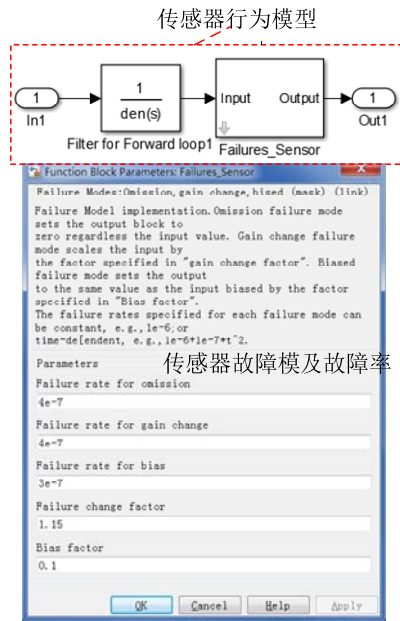 传感器行为模型
1
In1
1
den(s)
Filter for Forward loop1
Input
Output
Failures_Sensor
1
Out1
Function Block Parameters: Failures_Sensor
Failure Modes:Omission,gain change,bised (mask) (link)
Failure Model implementation.Omission failure mode
sets the output block to
zero regardless the input value. Gain change failure
mode scales the input by
the factor specified in "gain change factor". Biased
failure mode sets the output
to the same value as the input biased by the factor
specified in "Bias factor".
The failure rates specified for each failure mode can
be constant, e.g.,1e-6;or
time-de[endent, e.g.,1e-6+1e-7*t^2.
Parameters
传感器故障模及故障率
Failure rate for omission
4e-7
Failure rate for gain change
4e-7
Failure rate for bias
3e-7
Failure change factor
1.15
Bias factor
0.1
OK
Cancel
Help
Apply